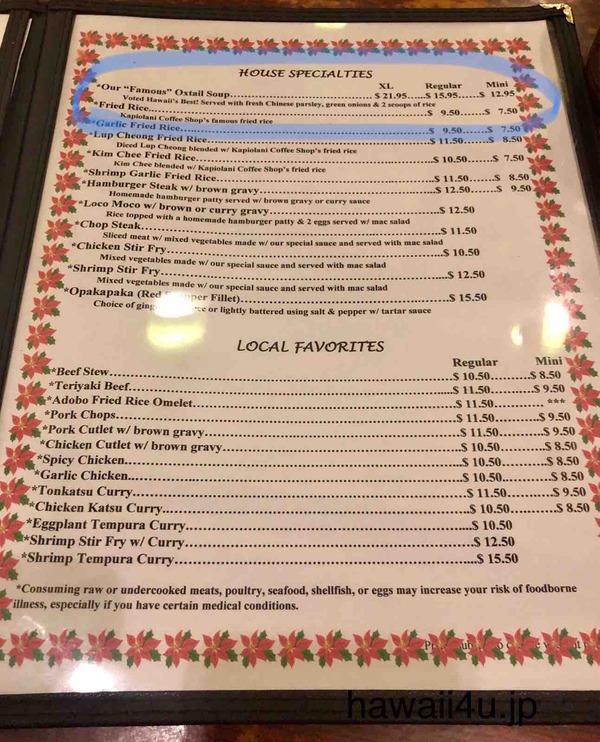 HOUSE SPECIALTIES
XL Regular Mini
*Our "Famous" Oxtail Soup......$ 21.95......$ 15.95......$ 12.95
Voted Hawaii's Best! Served with fresh Chinese parsley, green onions & 2 scoops of rice
*Fried Rice......$ 9.50......$ 7.50
Kapiolani Coffee Shop's famous fried rice
*Garlic Fried Rice......$ 9.50......$ 7.50
*Lup Cheong Fried Rice......$ 11.50......$ 8.50
Diced Lup Cheong blended w/ Kapiolani Coffee Shop's fried rice
*Kim Chee Fried Rice......$ 10.50......$ 7.50
Kim Chee blended w/ Kapiolani Coffee Shop's fried rice
*Shrimp Garlic Fried Rice......$ 11.50......$ 8.50
*Hamburger Steak w/ brown gravy......$ 12.50......$ 9.50
Homemade hamburger patty served w/ brown gravy or curry sauce
*Loco Moco w/ brown or curry gravy......$ 12.50
Rice topped with a homemade hamburger patty & 2 eggs served w/ mac salad
*Chop Steak......$ 11.50
Sliced meat w/ mixed vegetables made w/ our special sauce and served with mac salad
*Chicken Stir Fry......$ 10.50
Mixed vegetables made w/ our special sauce and served with mac salad
*Shrimp Stir Fry......$ 12.50
Mixed vegetables made w/ our special sauce and served with mac salad
*Opakapaka (Red Fillet)......$ 15.50
Choice of or lightly battered using salt & pepper w/ tartar sauce
LOCAL FAVORITES
Regular Mini
*Beef Stew......$ 10.50......$ 8.50
*Teriyaki Beef......$ 11.50......$ 9.50
*Adobo Fried Rice Omelet......$ 11.50......***
*Pork Chops......$ 11.50......$ 9.50
*Pork Cutlet w/ brown gravy......$ 11.50......$ 9.50
*Chicken Cutlet w/ brown gravy......$ 10.50......$ 8.50
*Spicy Chicken......$ 10.50......$ 8.50
*Garlic Chicken......$ 10.50......$ 8.50
*Tonkatsu Curry......$ 11.50......$ 9.50
*Chicken Katsu Curry......$ 10.50......$ 8.50
*Eggplant Tempura Curry......$ 10.50
*Shrimp Stir Fry w/ Curry......$ 12.50
*Shrimp Tempura Curry......$ 15.50
*Consuming raw or undercooked meats, poultry, seafood, shellfish, or eggs may increase your risk of foodborne
illness, especially if you have certain medical conditions.
hawaii4u.jp